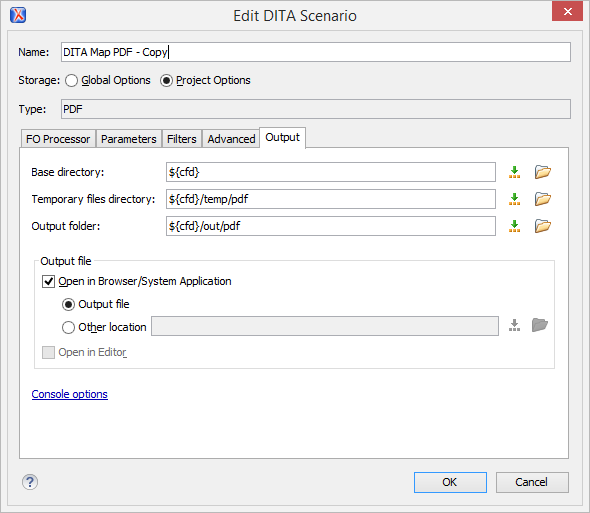 Edit DITA Scenario
Name: DITA Map PDF - Copy
Storage: Global Options Project Options
Type: PDF
FO Processor Parameters Filters Advanced Output
Base directory: ${cfd}
Temporary files directory: ${cfd}/temp/pdf
Output folder: ${cfd}/out/pdf
Output file
Open in Browser/System Application
Output file
Other location
Open in Editor
Console options
? OK Cancel